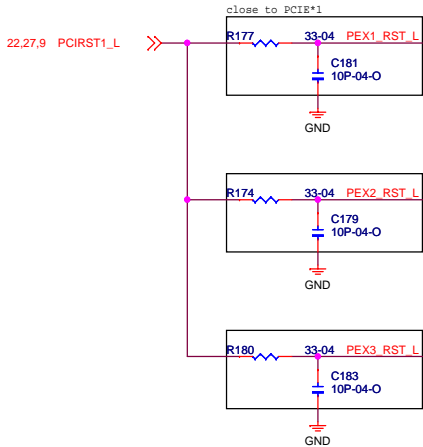 close to PCIE*1
22,27,9 PCIRST1_L
R177 33-04 PEX1_RST_L
C181
10P-04-O
GND
R174 33-04 PEX2_RST_L
C179
10P-04-O
GND
R180 33-04 PEX3_RST_L
C183
10P-04-O
GND